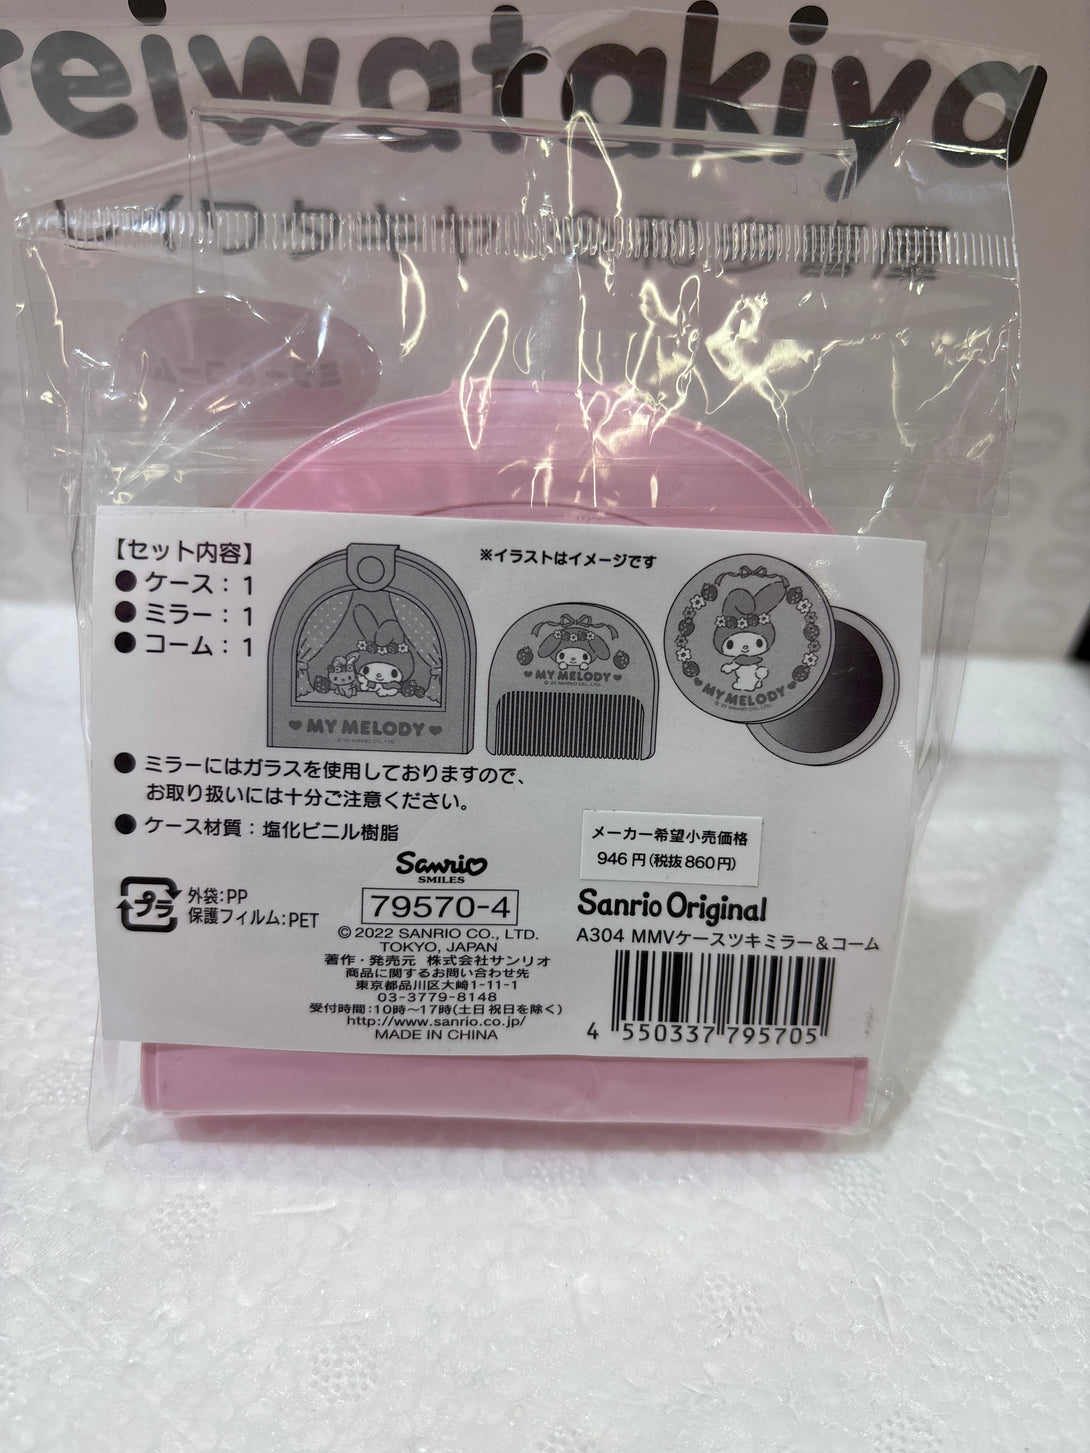 reiwatakiya
ミラー&コーム
【セット内容】
●ケース：1
●ミラー：1
●コーム：1
※イラストはイメージです
MY MELODY
MY MELODY
MY MELODY
●ミラーにはガラスを使用しておりますので、
お取り扱いには十分ご注意ください。
●ケース材質：塩化ビニル樹脂
メーカー希望小売価格
946円(税抜860円)
プラ
外袋:PP
保護フィルム:PET
Sanrio
SMILES
79570-4
©2022 SANRIO CO., LTD.
TOKYO, JAPAN
著作・発売元 株式会社サンリオ
商品に関するお問い合わせ先
東京都品川区大崎1-11-1
03-3779-8148
受付時間:10時～17時(土日祝日を除く)
http://www.sanrio.co.jp/
MADE IN CHINA
Sanrio Original
A304 MMVケースツキミラー＆コーム
4 550337 795705